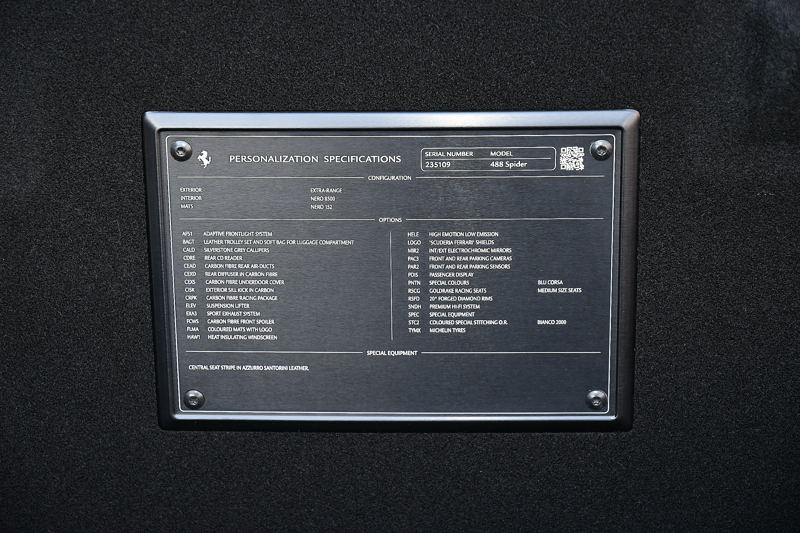 PERSONALIZATION SPECIFICATIONS
SERIAL NUMBER MODEL
235109 488 Spider
CONFIGURATION
EXTERIOR EXTRA-RANGE
INTERIOR NERO 8500
MATS NERO 152
OPTIONS
AFS1 ADAPTIVE FRONTLIGHT SYSTEM
BAGT LEATHER TROLLEY SET AND SOFT BAG FOR LUGGAGE COMPARTMENT
CALD SILVERSTONE GREY CALLIPERS
CDRE REAR CD READER
CEAD CARBON FIBRE REAR AIR-DUCTS
CEXD REAR DIFFUSER IN CARBON FIBRE
CEXS CARBON FIBRE UNDERDOOR COVER
CISK EXTERIOR SILL KICK IN CARBON
CRPK CARBON FIBRE RACING PACKAGE
ELEV SUSPENSION LIFTER
EXA3 SPORT EXHAUST SYSTEM
FCWS CARBON FIBRE FRONT SPOILER
FLMA COLOURED MATS WITH LOGO
HAW1 HEAT INSULATING WINDSCREEN
HELE HIGH EMOTION LOW EMISSION
LOGO 'SCUDERIA FERRARI' SHIELDS
MIR2 INT/EXT ELECTROCHROMIC MIRRORS
PAC3 FRONT AND REAR PARKING CAMERAS
PAR2 FRONT AND REAR PARKING SENSORS
PDIS PASSENGER DISPLAY
PNTN SPECIAL COLOURS BLU CORSA
RSCG GOLDRAKE RACING SEATS MEDIUM SIZE SEATS
RSFD 20" FORGED DIAMOND RIMS
SNDH PREMIUM HI-FI SYSTEM
SPEC SPECIAL EQUIPMENT
STC2 COLOURED SPECIAL STITCHING O.R. BIANCO 2000
TYMX MICHELIN TYRES
SPECIAL EQUIPMENT
CENTRAL SEAT STRIPE IN AZZURRO SANTORINI LEATHER.